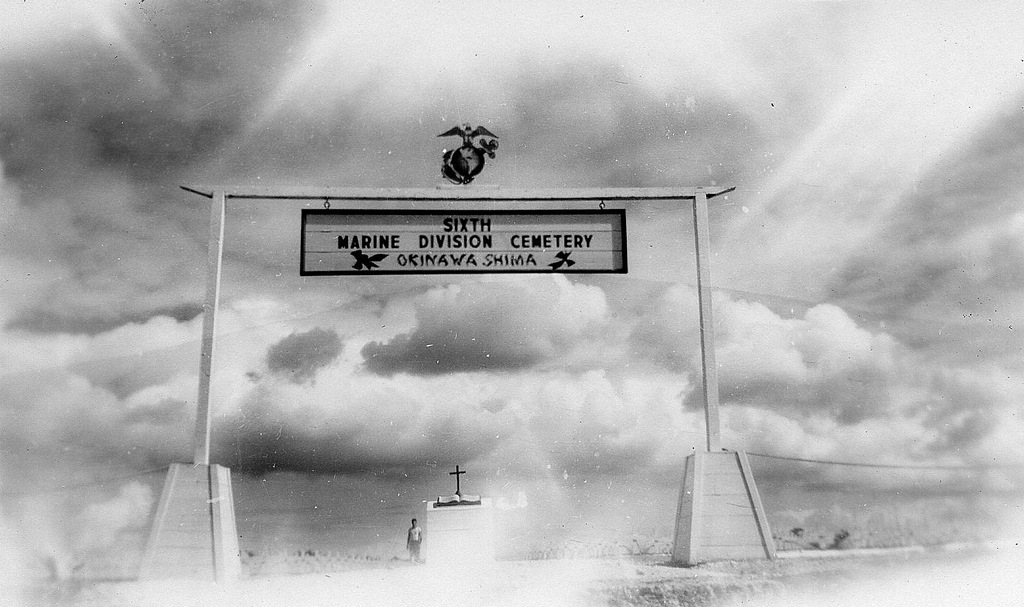 SIXTH
MARINE DIVISION CEMETERY
OKINAWA SHIMA